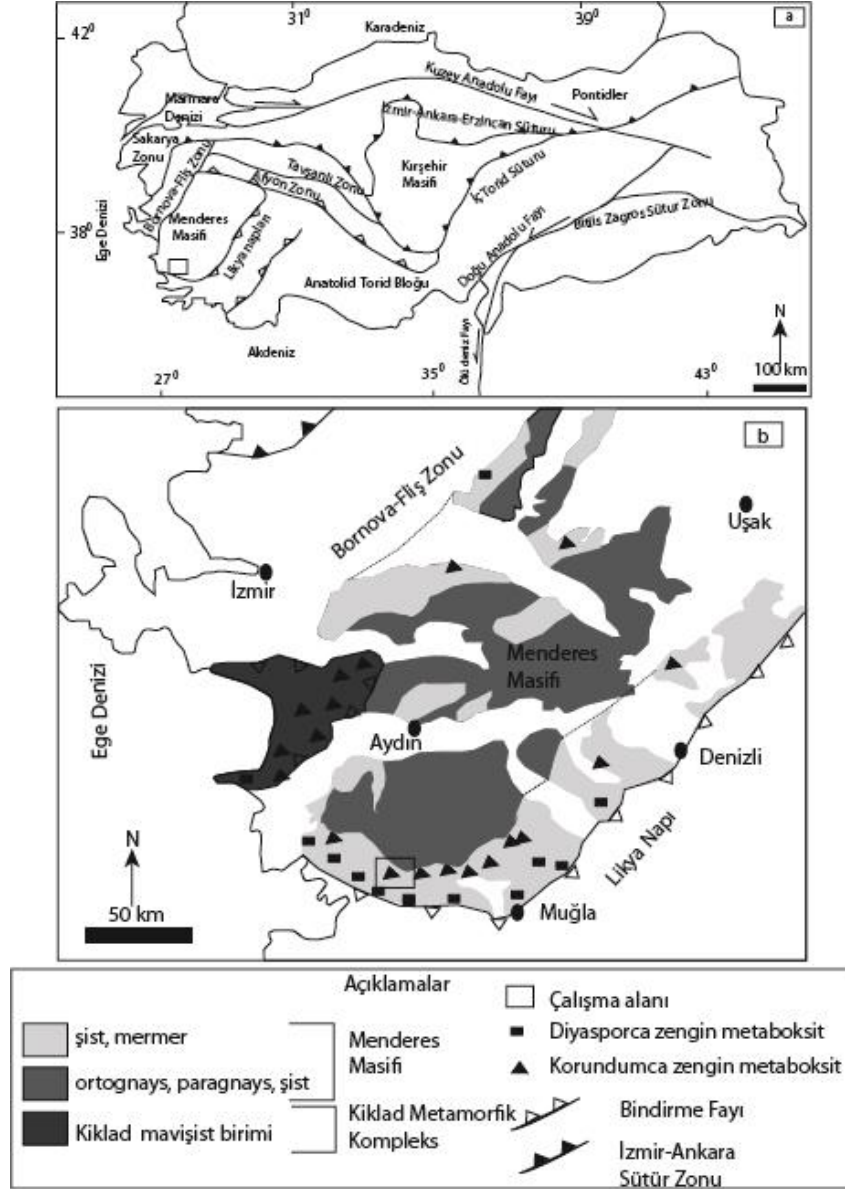 31⁰
39⁰
a
42⁰
Karadeniz
Kuzey Anadolu Fayı
Pontidler
Marmara
Denizi
İzmir-Ankara-Erzincan Süturu
Sakarya
Zonu
Bornova-Fliş Zonu
Tavşanlı Zonu
Afyon Zonu
Kırşehir
Masifi
İç Torid Süturu
Ege Denizi
38⁰
Menderes
Masifi
Likya napları
Doğu Anadolu Fayı
Bitlis Zagros Sütur Zonu
Anatolid Torid Bloğu
Akdeniz
Ölü deniz Fayı
N
100 km
27⁰
35⁰
43⁰
b
Bornova-Fliş Zonu
Uşak
İzmir
Menderes
Masifi
Ege Denizi
Aydın
Denizli
Likya Napı
N
50 km
Muğla
Açıklamalar
şist, mermer
ortognays, paragnays, şist
Menderes
Masifi
Kiklad mavişist birimi
Kiklad Metamorfik
Kompleks
Çalışma alanı
Diyasporca zengin metaboksit
Korundumca zengin metaboksit
Bindirme Fayı
İzmir-Ankara
Sütür Zonu